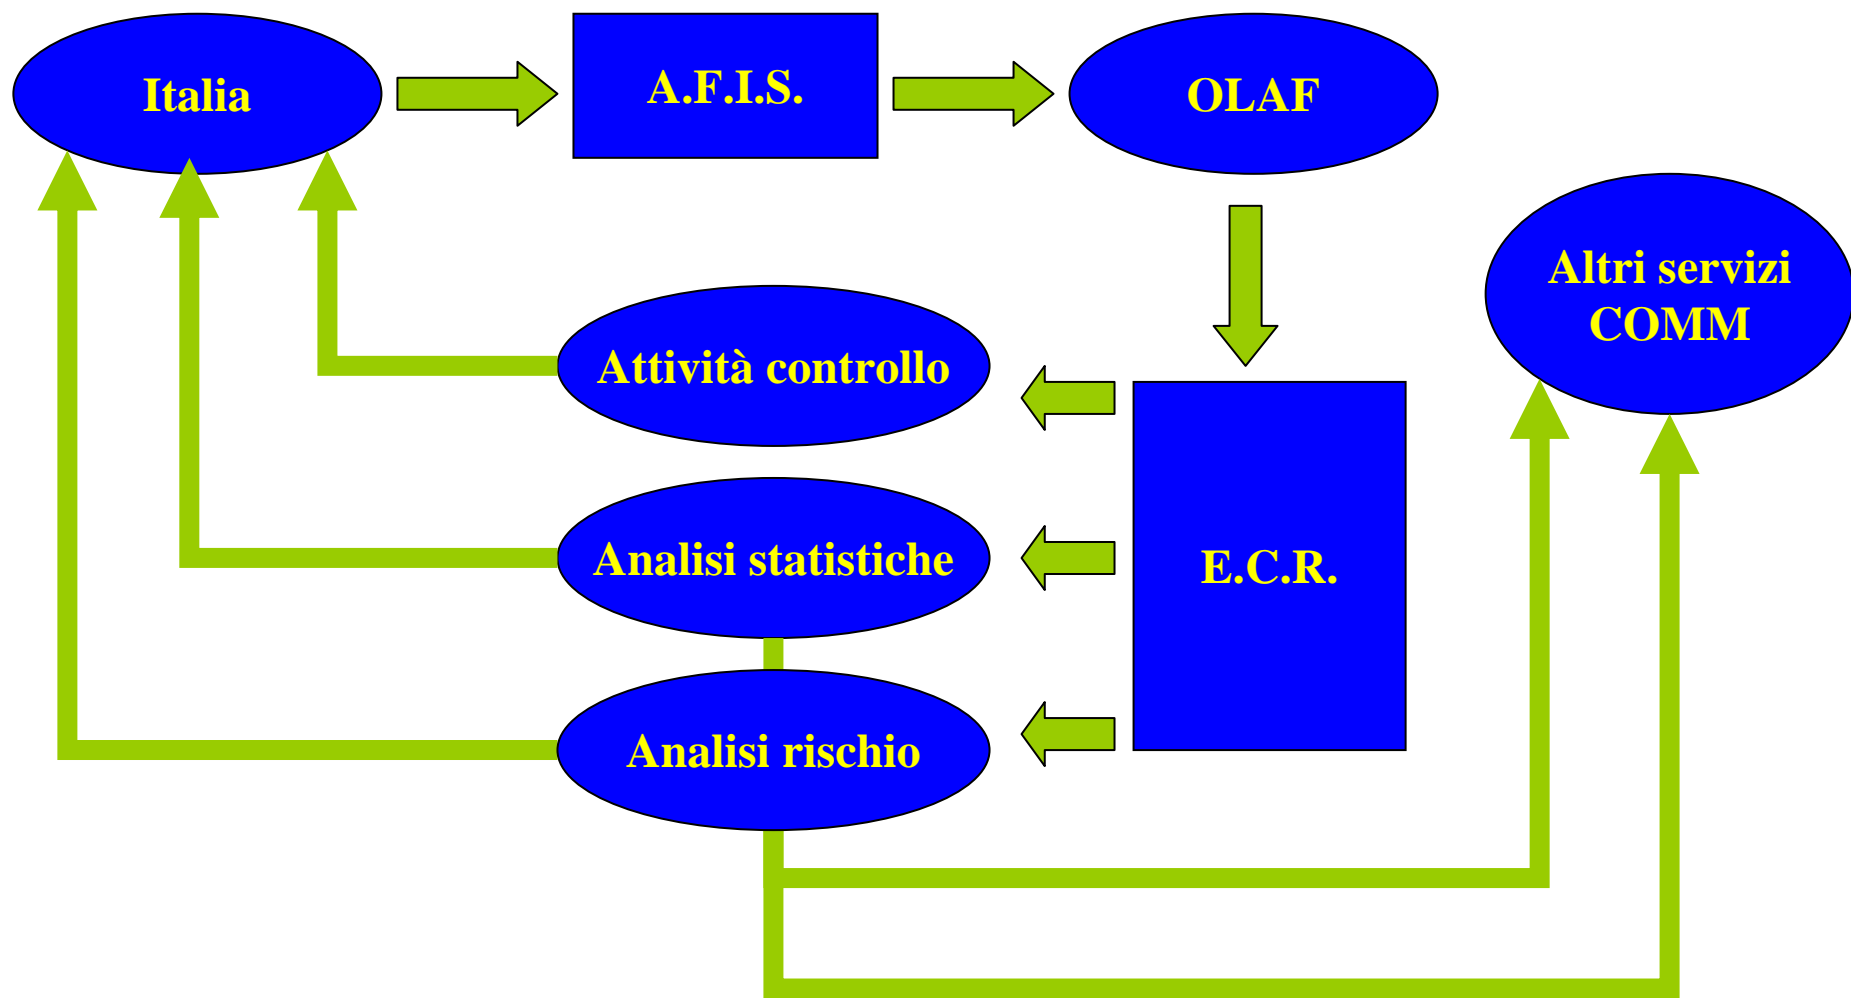 Italia
A.F.I.S.
OLAF
Altri servizi
COMM
Attività controllo
Analisi statistiche
E.C.R.
Analisi rischio